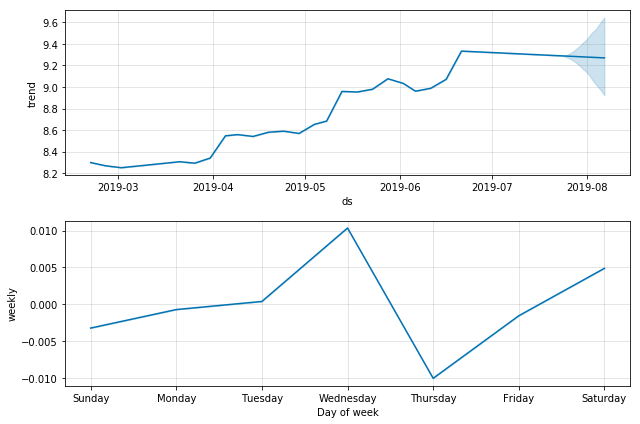 9.6
9.4
9.2
9.0
8.8
8.6
8.4
8.2
trend
2019-03 2019-04 2019-05 2019-06 2019-07 2019-08
ds
0.010
0.005
0.000
−0.005
−0.010
weekly
Sunday Monday Tuesday Wednesday Thursday Friday Saturday
Day of week